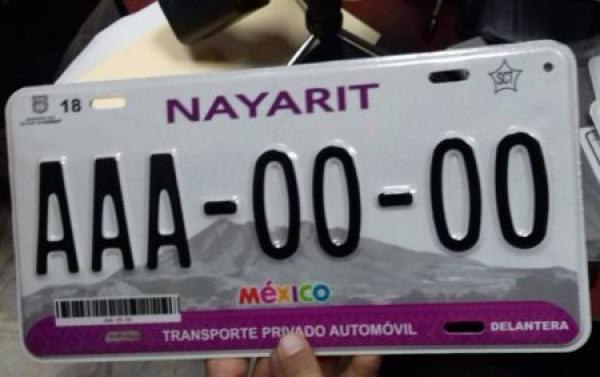 18
NAYARIT
SCT
AAA-00-00
México
TRANSPORTE PRIVADO AUTOMÓVIL
DELANTERA